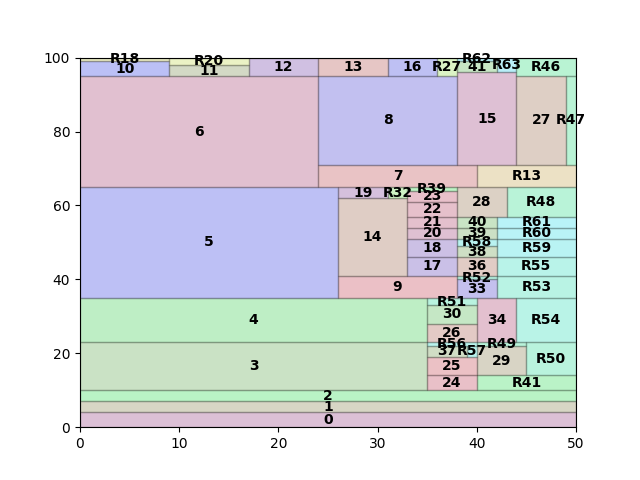 100
R18 R20 R62
10 11 12 13 16 R27 41 R63 R46
80
6 8 15 27 R47
7 R13
60
19 R32 R39
23 28 R48
22
5 14 21 40 R61
20 39 R60
18 R58 38 R59
17 36 R55
40
9 R52 33 R53
R51
4 30 34 R54
26
20
R56 R49
3 37 R57 29 R50
25
24 R41
2
1
0 0
0 10 20 30 40 50